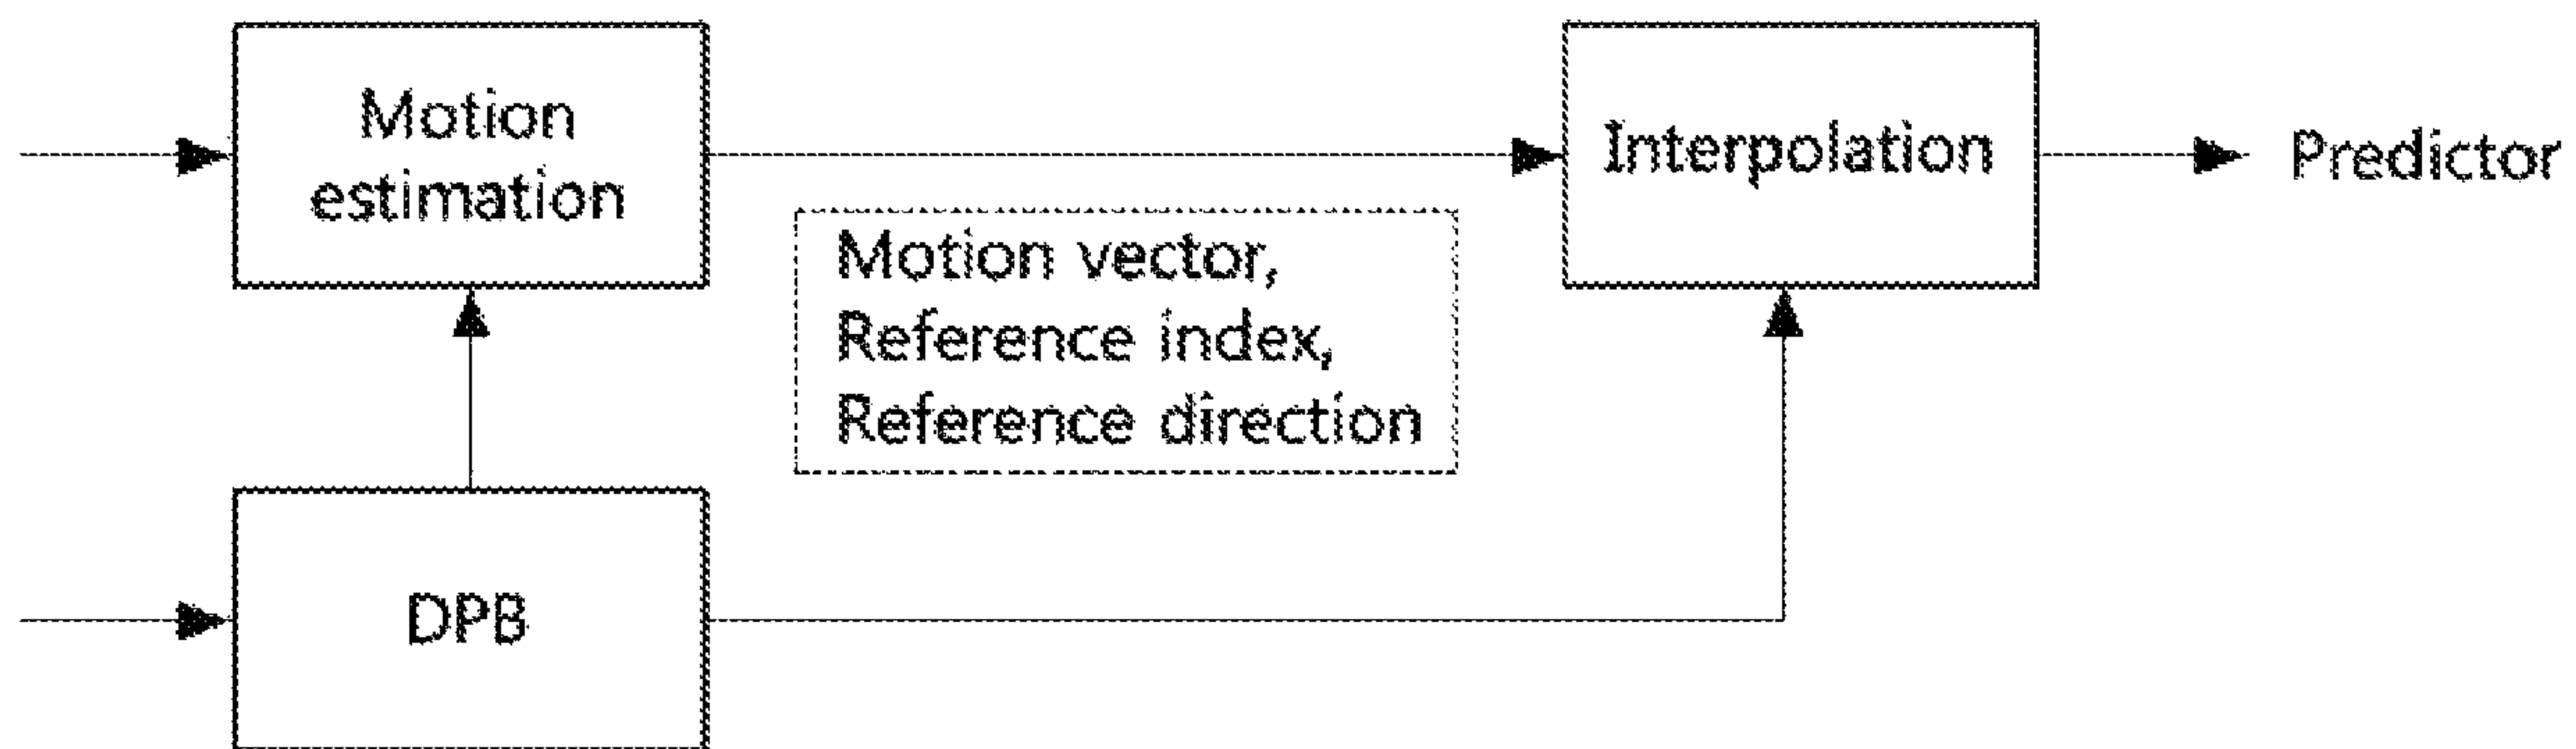 Motion
estimation
Interpolation
Predictor
Motion vector,
Reference index,
Reference direction
DPB